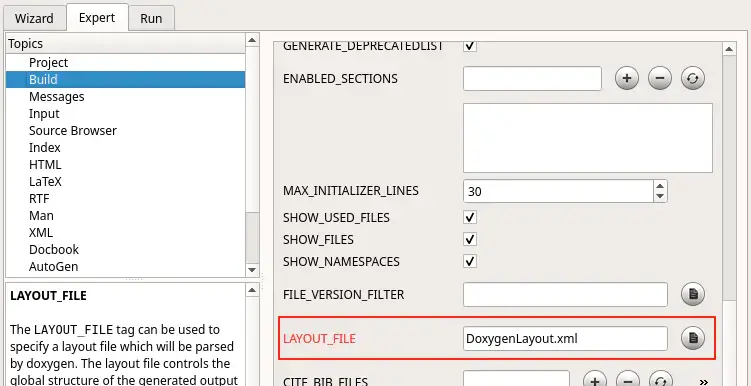 Wizard
Expert
Run
Topics
Project
Build
Messages
Input
Source Browser
Index
HTML
LaTeX
RTF
Man
XML
Docbook
AutoGen
LAYOUT_FILE
The LAYOUT_FILE tag can be used to
specify a layout file which will be parsed
by doxygen. The layout file controls the
global structure of the generated output
GENERATE_DEPRECATEDLIST
ENABLED_SECTIONS
MAX_INITIALIZER_LINES
30
SHOW_USED_FILES
SHOW_FILES
SHOW_NAMESPACES
FILE_VERSION_FILTER
LAYOUT_FILE
DoxygenLayout.xml
CITE_BIB_FILES
»